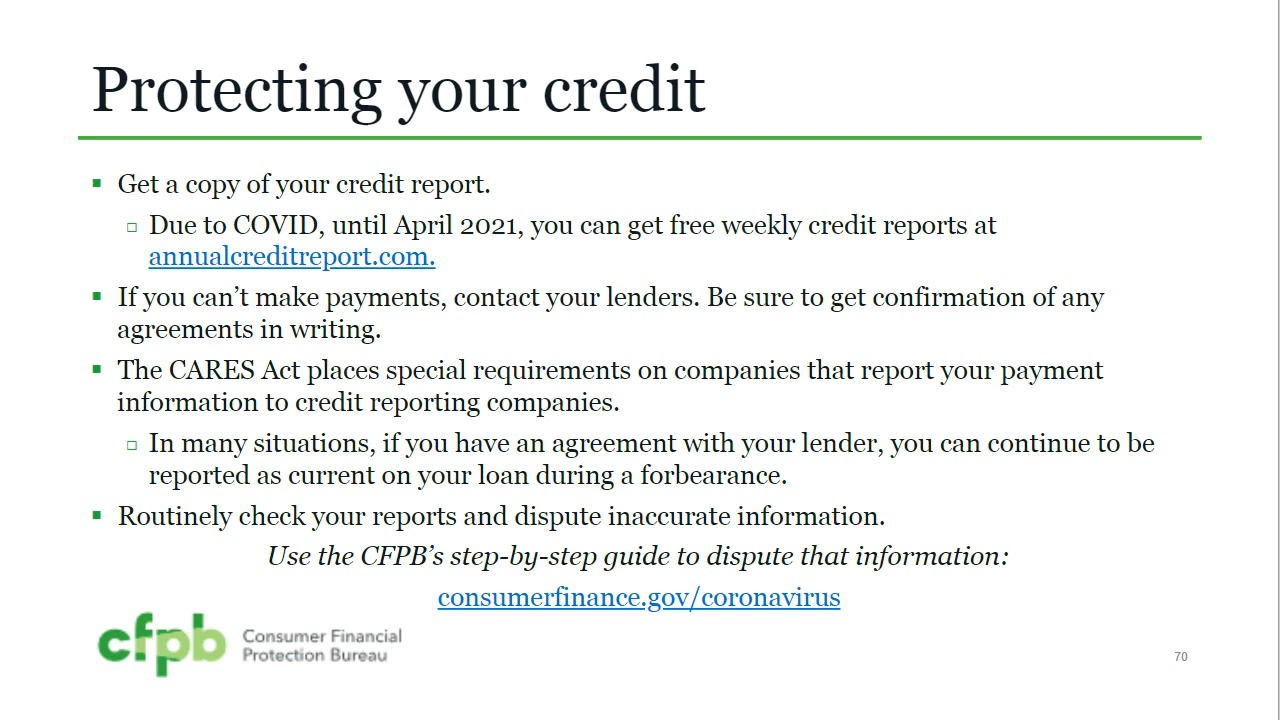 Protecting your credit
▪ Get a copy of your credit report.
□ Due to COVID, until April 2021, you can get free weekly credit reports at
annualcreditreport.com.
▪ If you can’t make payments, contact your lenders. Be sure to get confirmation of any
agreements in writing.
▪ The CARES Act places special requirements on companies that report your payment
information to credit reporting companies.
□ In many situations, if you have an agreement with your lender, you can continue to be
reported as current on your loan during a forbearance.
▪ Routinely check your reports and dispute inaccurate information.
Use the CFPB’s step-by-step guide to dispute that information:
consumerfinance.gov/coronavirus
cfpb Consumer Financial
Protection Bureau
70